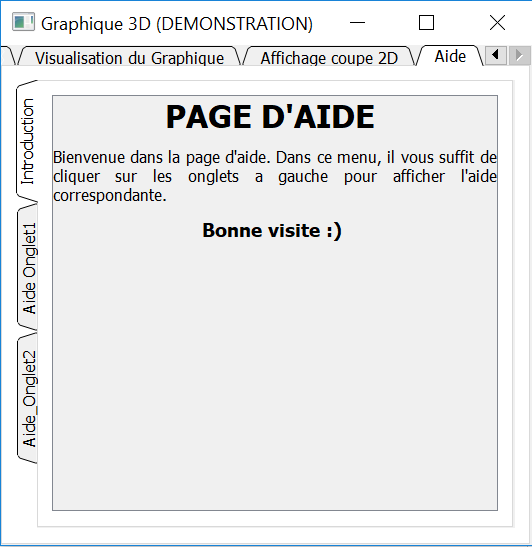 Graphique 3D (DEMONSTRATION)
Visualisation du Graphique
Affichage coupe 2D
Aide
Introduction
Aide Onglet1
Aide_Onglet2
PAGE D'AIDE
Bienvenue dans la page d'aide. Dans ce menu, il vous suffit de
cliquer sur les onglets a gauche pour afficher l'aide
correspondante.
Bonne visite :)